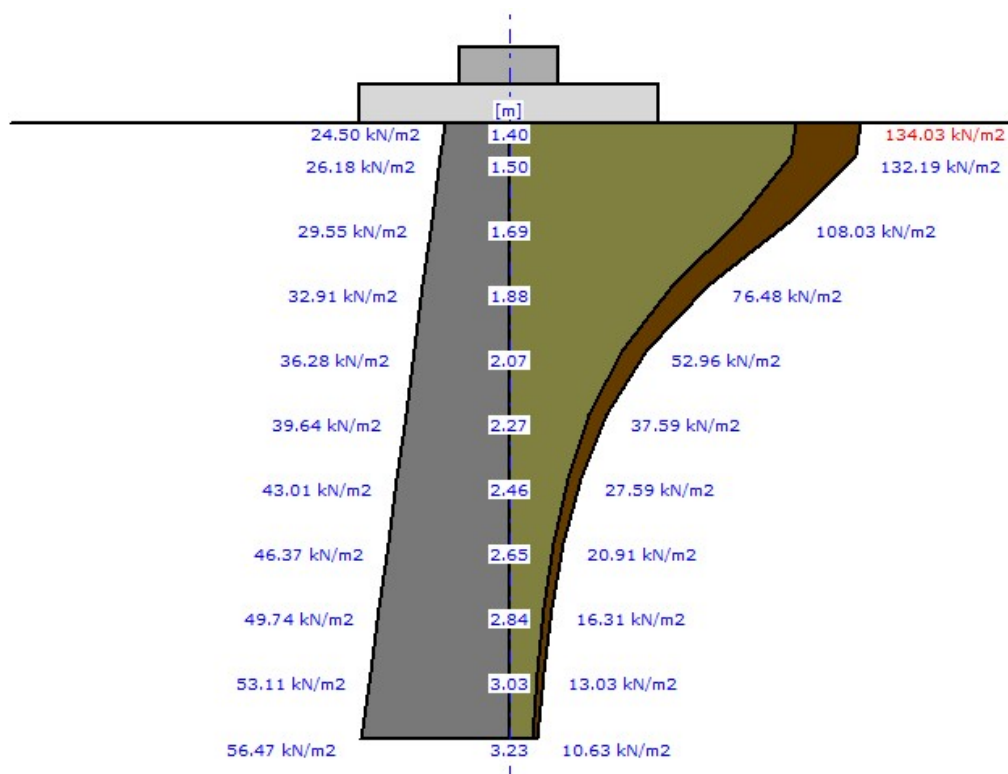 [m]
24.50 kN/m2 1.40 134.03 kN/m2
26.18 kN/m2 1.50 132.19 kN/m2
29.55 kN/m2 1.69 108.03 kN/m2
32.91 kN/m2 1.88 76.48 kN/m2
36.28 kN/m2 2.07 52.96 kN/m2
39.64 kN/m2 2.27 37.59 kN/m2
43.01 kN/m2 2.46 27.59 kN/m2
46.37 kN/m2 2.65 20.91 kN/m2
49.74 kN/m2 2.84 16.31 kN/m2
53.11 kN/m2 3.03 13.03 kN/m2
56.47 kN/m2 3.23 10.63 kN/m2